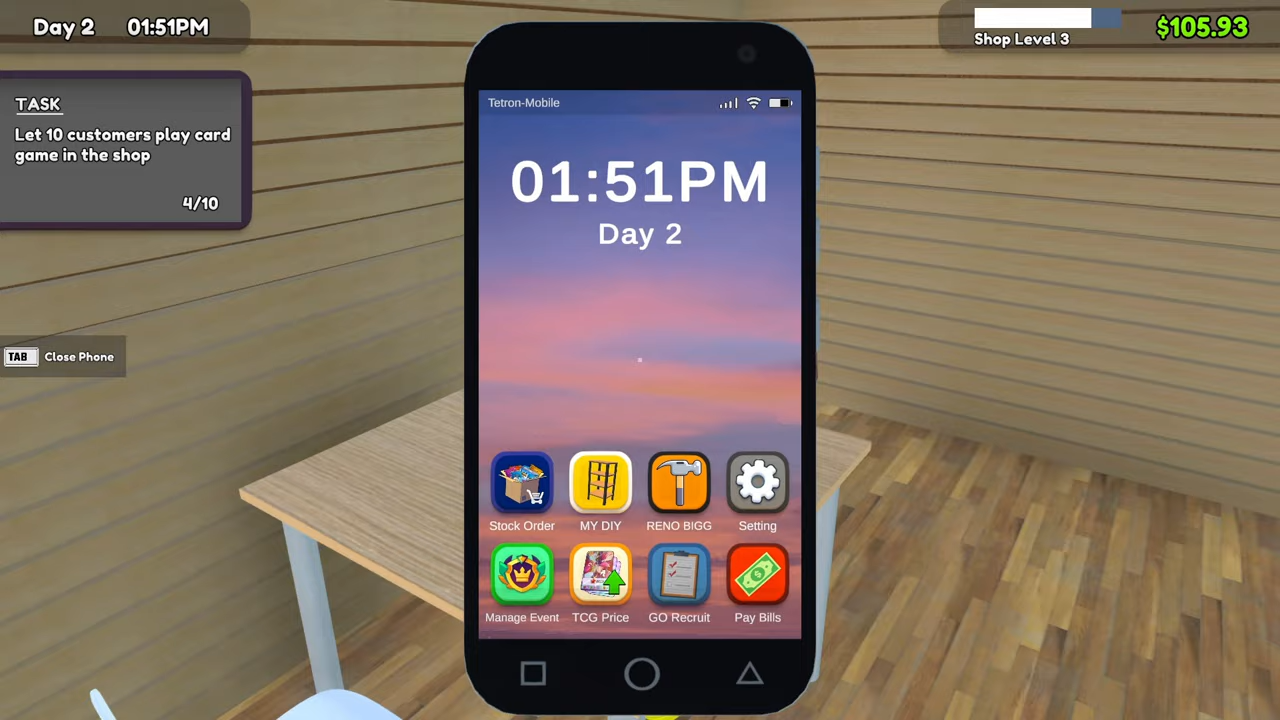 Day 2 01:51PM
Shop Level 3
$105.93
TASK
Let 10 customers play card
game in the shop
4/10
TAB Close Phone
Tetron-Mobile
01:51PM
Day 2
Stock Order MY DIY RENO BIGG Setting
Manage Event TCG Price GO Recruit Pay Bills